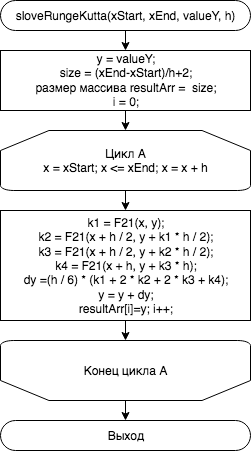 sloveRungeKutta(xStart, xEnd, valueY, h)
y = valueY;
size = (xEnd-xStart)/h+2;
размер массива resultArr = size;
i = 0;
Цикл А
x = xStart; x <= xEnd; x = x + h
k1 = F21(x, y);
k2 = F21(x + h / 2, y + k1 * h / 2);
k3 = F21(x + h / 2, y + k2 * h / 2);
k4 = F21(x + h, y + k3 * h);
dy =(h / 6) * (k1 + 2 * k2 + 2 * k3 + k4);
y = y + dy;
resultArr[i]=y; i++;
Конец цикла А
Выход